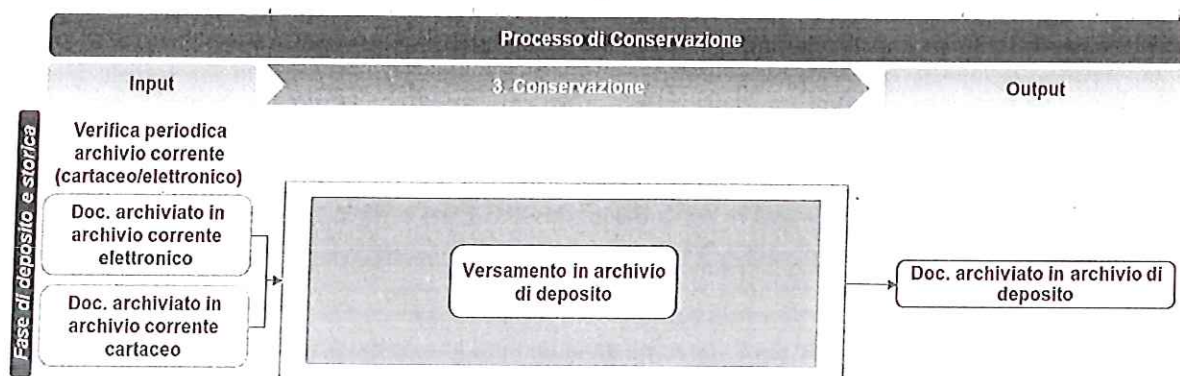 Processo di Conservazione
Input
3. Conservazione
Output
Fase di deposito e storica
Verifica periodica
archivio corrente
(cartaceo/elettronico)
Doc. archiviato in
archivio corrente
elettronico
Doc. archiviato in
archivio corrente
cartaceo
Versamento in archivio
di deposito
Doc. archiviato in archivio di
deposito